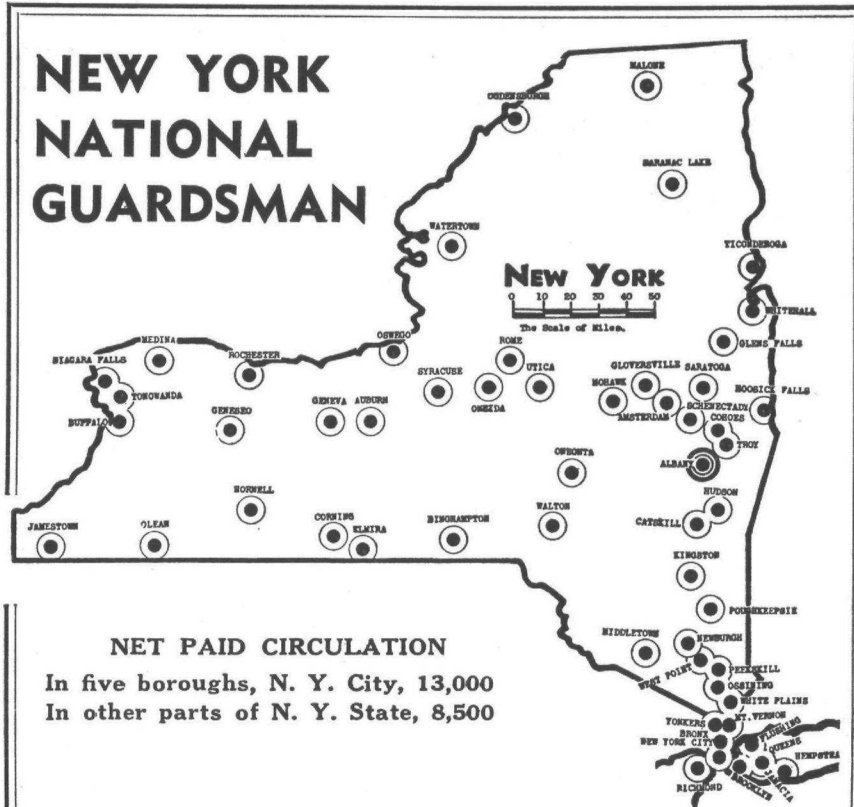 NEW YORK
NATIONAL
GUARDSMAN
MALONE
OGDENSBURGH
SARANAC LAKE
WATERTOWN
TICONDEROGA
NEW YORK
0 10 20 30 40 50
The Scale of Miles.
WHITEHALL
GLENS FALLS
OSWEGO
ROME
MEDINA
ROCHESTER
NIAGARA FALLS
SYRACUSE
UTICA
GLOVERSVILLE
SARATOGA
MOHAWK
HOOSICK FALLS
TONOWANDA
GENEVA
AUBURN
ONEIDA
AMSTERDAM
SCHENECTADY
COHOES
BUFFALO
GENESEO
TROY
ONEONTA
ALBANY
HORNELL
HUDSON
JAMESTOWN
OLEAN
CORNING
ELMIRA
BINGHAMPTON
WALTON
CATSKILL
KINGSTON
POUGHKEEPSIE
NET PAID CIRCULATION
In five boroughs, N. Y. City, 13,000
In other parts of N. Y. State, 8,500
MIDDLETOWN
NEWBURGH
WEST POINT
PEEKSKILL
OSSINING
WHITE PLAINS
YONKERS
MT. VERNON
BRONX
NEW YORK CITY
FLUSHING
QUEENS
HEMPSTEA
JAMACIA
BROOKLYN
RICHMOND